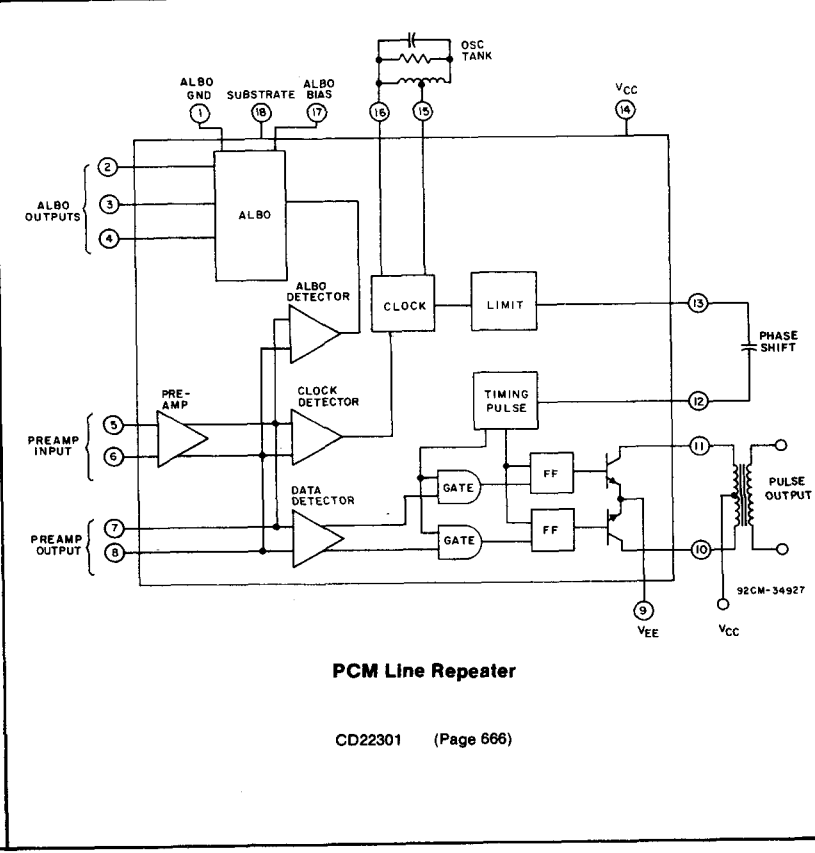 OSC
TANK
ALBO
GND
SUBSTRATE
ALBO
BIAS
VCC
1
18
17
16
15
14
2
3
4
ALBO
OUTPUTS
ALBO
ALBO
DETECTOR
CLOCK
LIMIT
13
PHASE
SHIFT
12
TIMING
PULSE
PRE-
AMP
CLOCK
DETECTOR
5
6
PREAMP
INPUT
11
GATE
FF
PULSE
OUTPUT
DATA
DETECTOR
7
8
PREAMP
OUTPUT
GATE
FF
10
92CM-34927
9
VEE
VCC
PCM Line Repeater
CD22301 (Page 666)